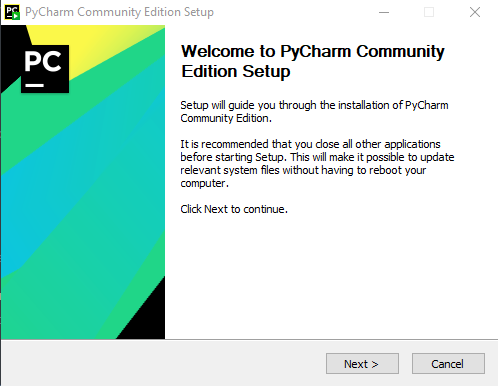 PC PyCharm Community Edition Setup
PC
Welcome to PyCharm Community
Edition Setup
Setup will guide you through the installation of PyCharm
Community Edition.
It is recommended that you close all other applications
before starting Setup. This will make it possible to update
relevant system files without having to reboot your
computer.
Click Next to continue.
Next >
Cancel